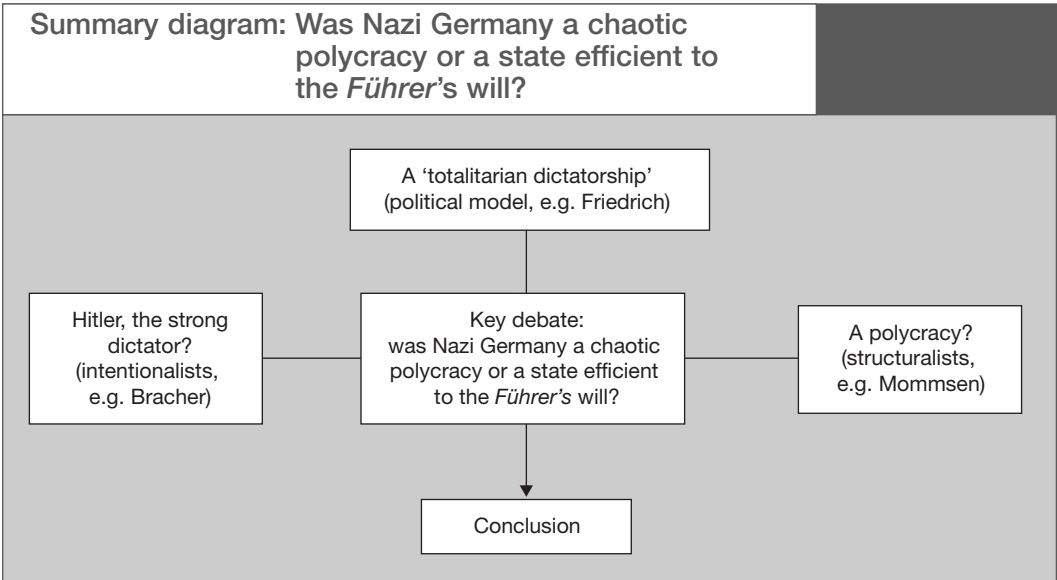 Summary diagram: Was Nazi Germany a chaotic
polycracy or a state efficient to
the Führer's will?
A ‘totalitarian dictatorship’
(political model, e.g. Friedrich)
Hitler, the strong
dictator?
(intentionalists,
e.g. Bracher)
Key debate:
was Nazi Germany a chaotic
polycracy or a state efficient
to the Führer's will?
A polycracy?
(structuralists,
e.g. Mommsen)
Conclusion